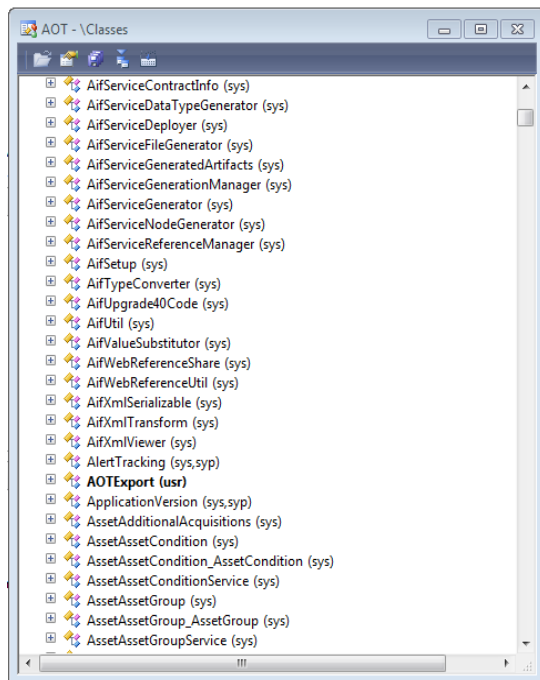 AOT - \Classes
AifServiceContractInfo (sys)
AifServiceDataTypeGenerator (sys)
AifServiceDeployer (sys)
AifServiceFileGenerator (sys)
AifServiceGeneratedArtifacts (sys)
AifServiceGenerationManager (sys)
AifServiceGenerator (sys)
AifServiceNodeGenerator (sys)
AifServiceReferenceManager (sys)
AifSetup (sys)
AifTypeConverter (sys)
AifUpgrade40Code (sys)
AifUtil (sys)
AifValueSubstitutor (sys)
AifWebReferenceShare (sys)
AifWebReferenceUtil (sys)
AifXmlSerializable (sys)
AifXmlTransform (sys)
AifXmlViewer (sys)
AlertTracking (sys,syp)
AOTExport (usr)
ApplicationVersion (sys,syp)
AssetAdditionalAcquisitions (sys)
AssetAssetCondition (sys)
AssetAssetCondition_AssetCondition (sys)
AssetAssetConditionService (sys)
AssetAssetGroup (sys)
AssetAssetGroup_AssetGroup (sys)
AssetAssetGroupService (sys)